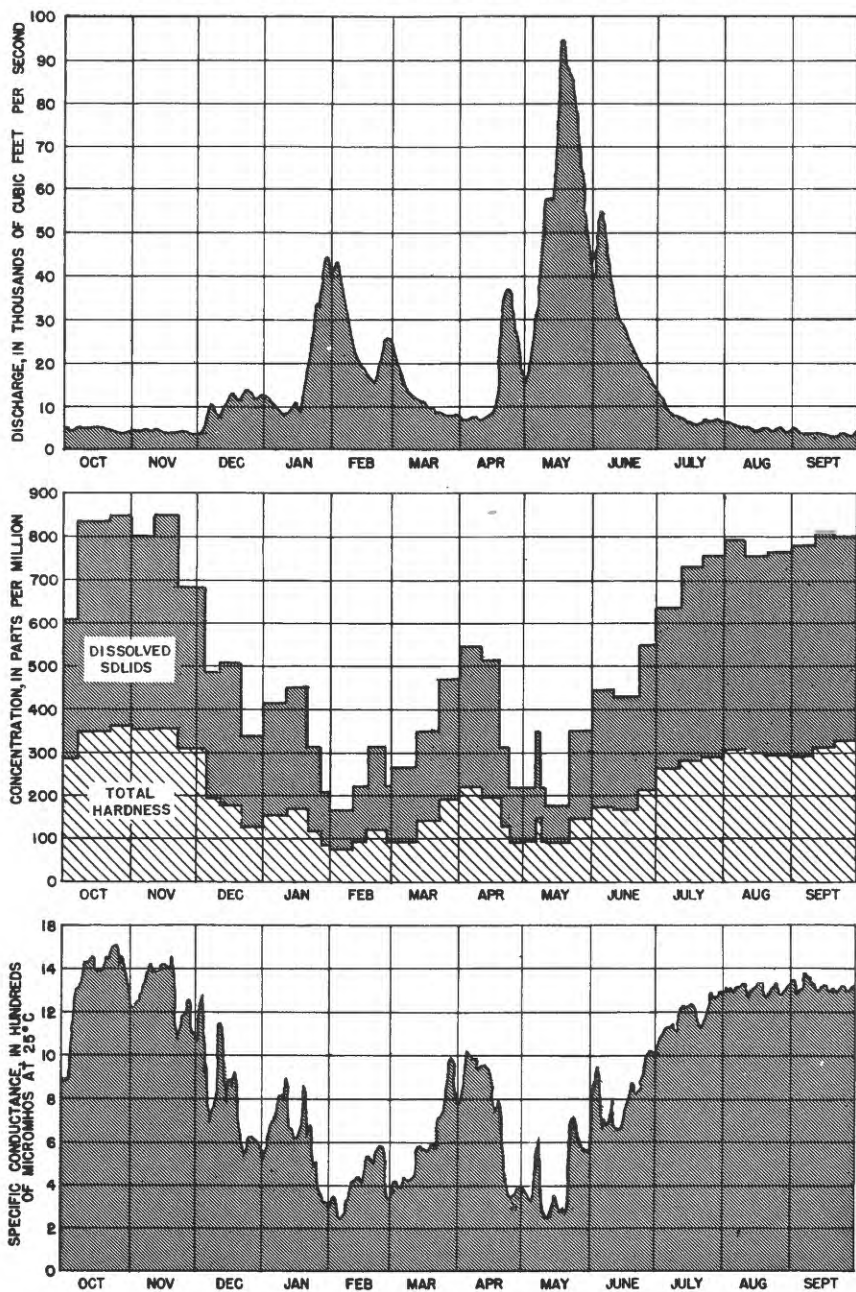 DISCHARGE, IN THOUSANDS OF CUBIC FEET PER SECOND
100
90
80
70
60
50
40
30
20
10
0
OCT NOV DEC JAN FEB MAR APR MAY JUNE JULY AUG SEPT
CONCENTRATION, IN PARTS PER MILLION
900
800
700
600
500
400
300
200
100
0
DISSOLVED
SDLIDS
TOTAL
HARDNESS
OCT NOV DEC JAN FEB MAR APR MAY JUNE JULY AUG SEPT
SPECIFIC CONDUCTANCE, IN HUNDREDS
OF MICROMHOS AT 25°C
18
14
12
10
8
6
4
2
0
OCT NOV DEC JAN FEB MAR APR MAY JUNE JULY AUG SEPT